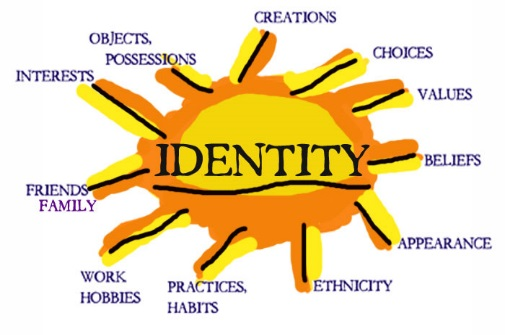 CREATIONS
OBJECTS,
POSSESSIONS
CHOICES
INTERESTS
VALUES
IDENTITY
BELIEFS
FRIENDS
FAMILY
APPEARANCE
WORK
HOBBIES
PRACTICES,
HABITS
ETHNICITY